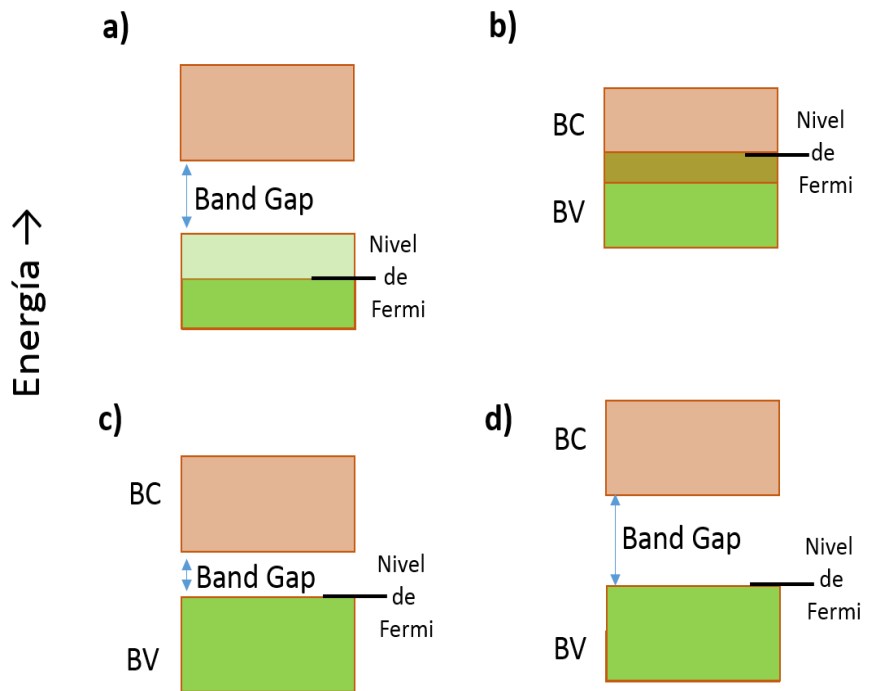 Energía →
a)
Band Gap
Nivel
de
Fermi
b)
BC
BV
Nivel
de
Fermi
c)
BC
Band Gap
BV
Nivel
de
Fermi
d)
BC
Band Gap
BV
Nivel
de
Fermi